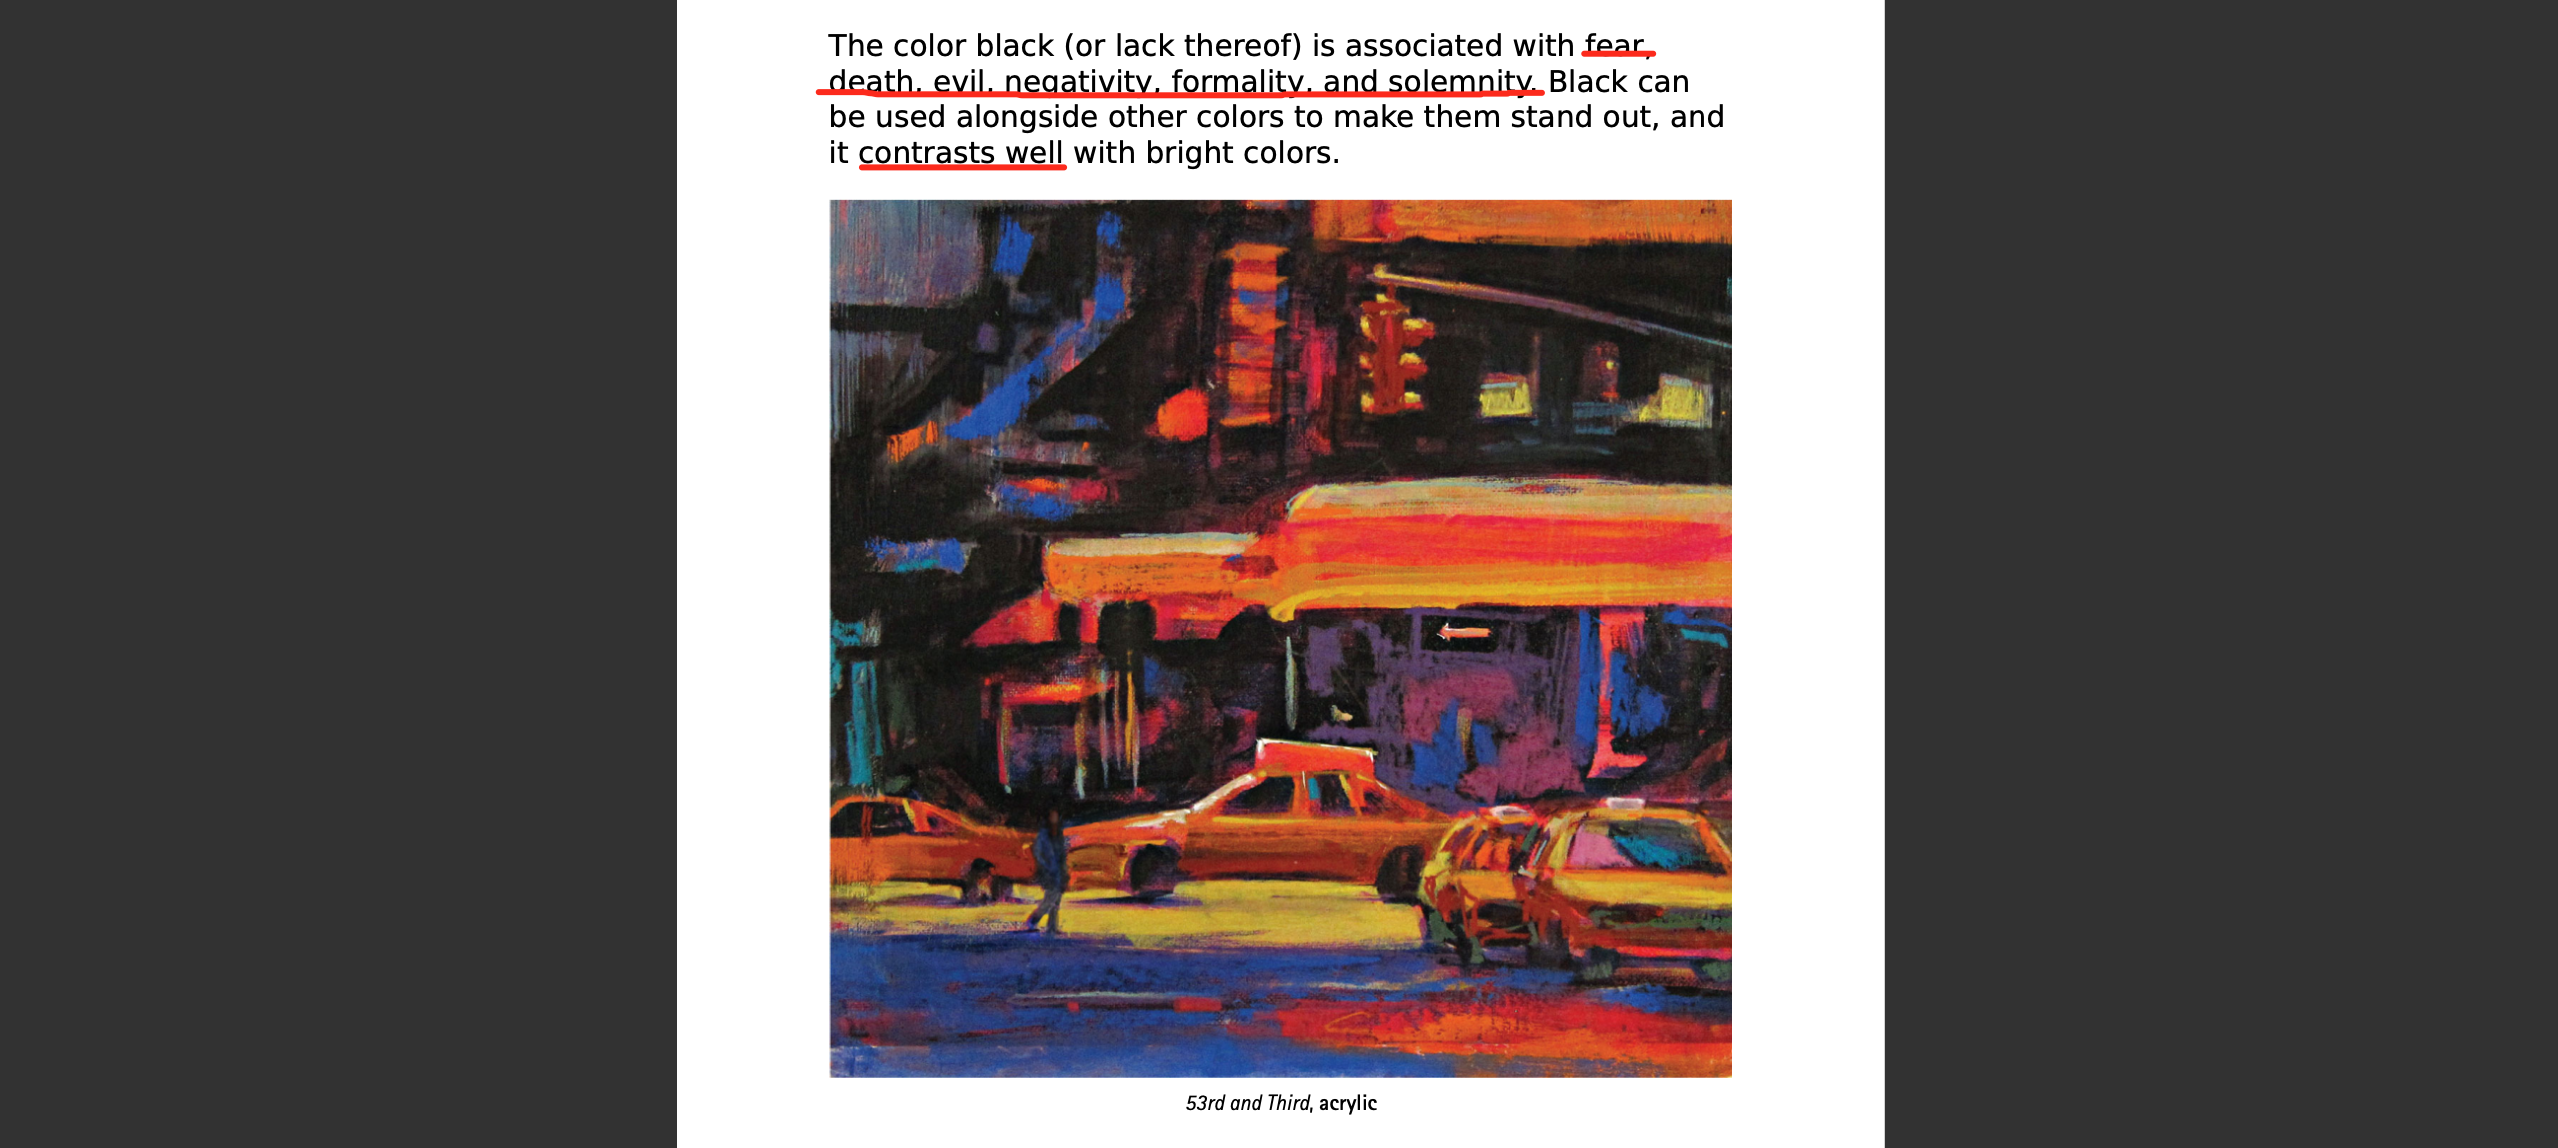 The color black (or lack thereof) is associated with fear,
death, evil, negativity, formality, and solemnity. Black can
be used alongside other colors to make them stand out, and
it contrasts well with bright colors.
53rd and Third, acrylic